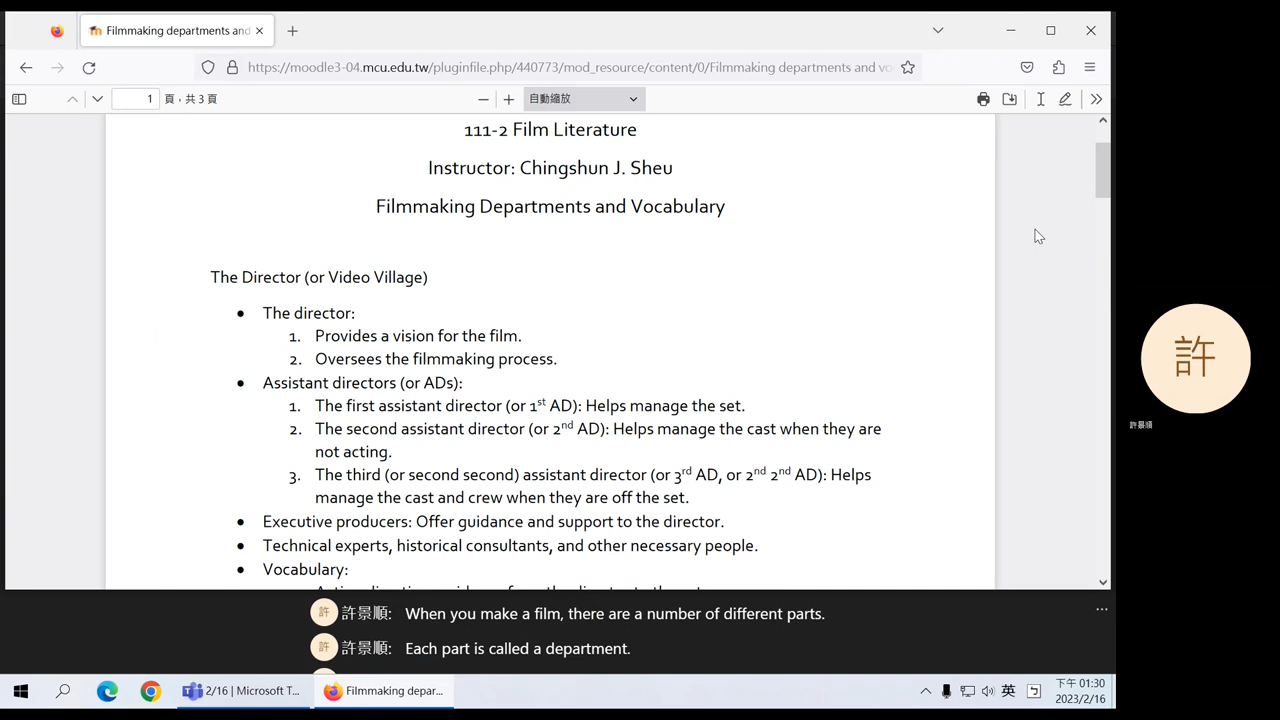 Filmmaking departments and
https://moodle3-04.mcu.edu.tw/pluginfile.php/440773/mod_resource/content/0/Filmmaking departments and vo
1 頁，共 3 頁
自動縮放
111-2 Film Literature
Instructor: Chingshun J. Sheu
Filmmaking Departments and Vocabulary
The Director (or Video Village)
• The director:
1. Provides a vision for the film.
2. Oversees the filmmaking process.
• Assistant directors (or ADs):
1. The first assistant director (or 1st AD): Helps manage the set.
2. The second assistant director (or 2nd AD): Helps manage the cast when they are
not acting.
3. The third (or second second) assistant director (or 3rd AD, or 2nd 2nd AD): Helps
manage the cast and crew when they are off the set.
• Executive producers: Offer guidance and support to the director.
• Technical experts, historical consultants, and other necessary people.
• Vocabulary:
許
許景順
許 許景順: When you make a film, there are a number of different parts.
許 許景順: Each part is called a department.
2/16 | Microsoft T...
Filmmaking depar...
英
下午 01:30
2023/2/16